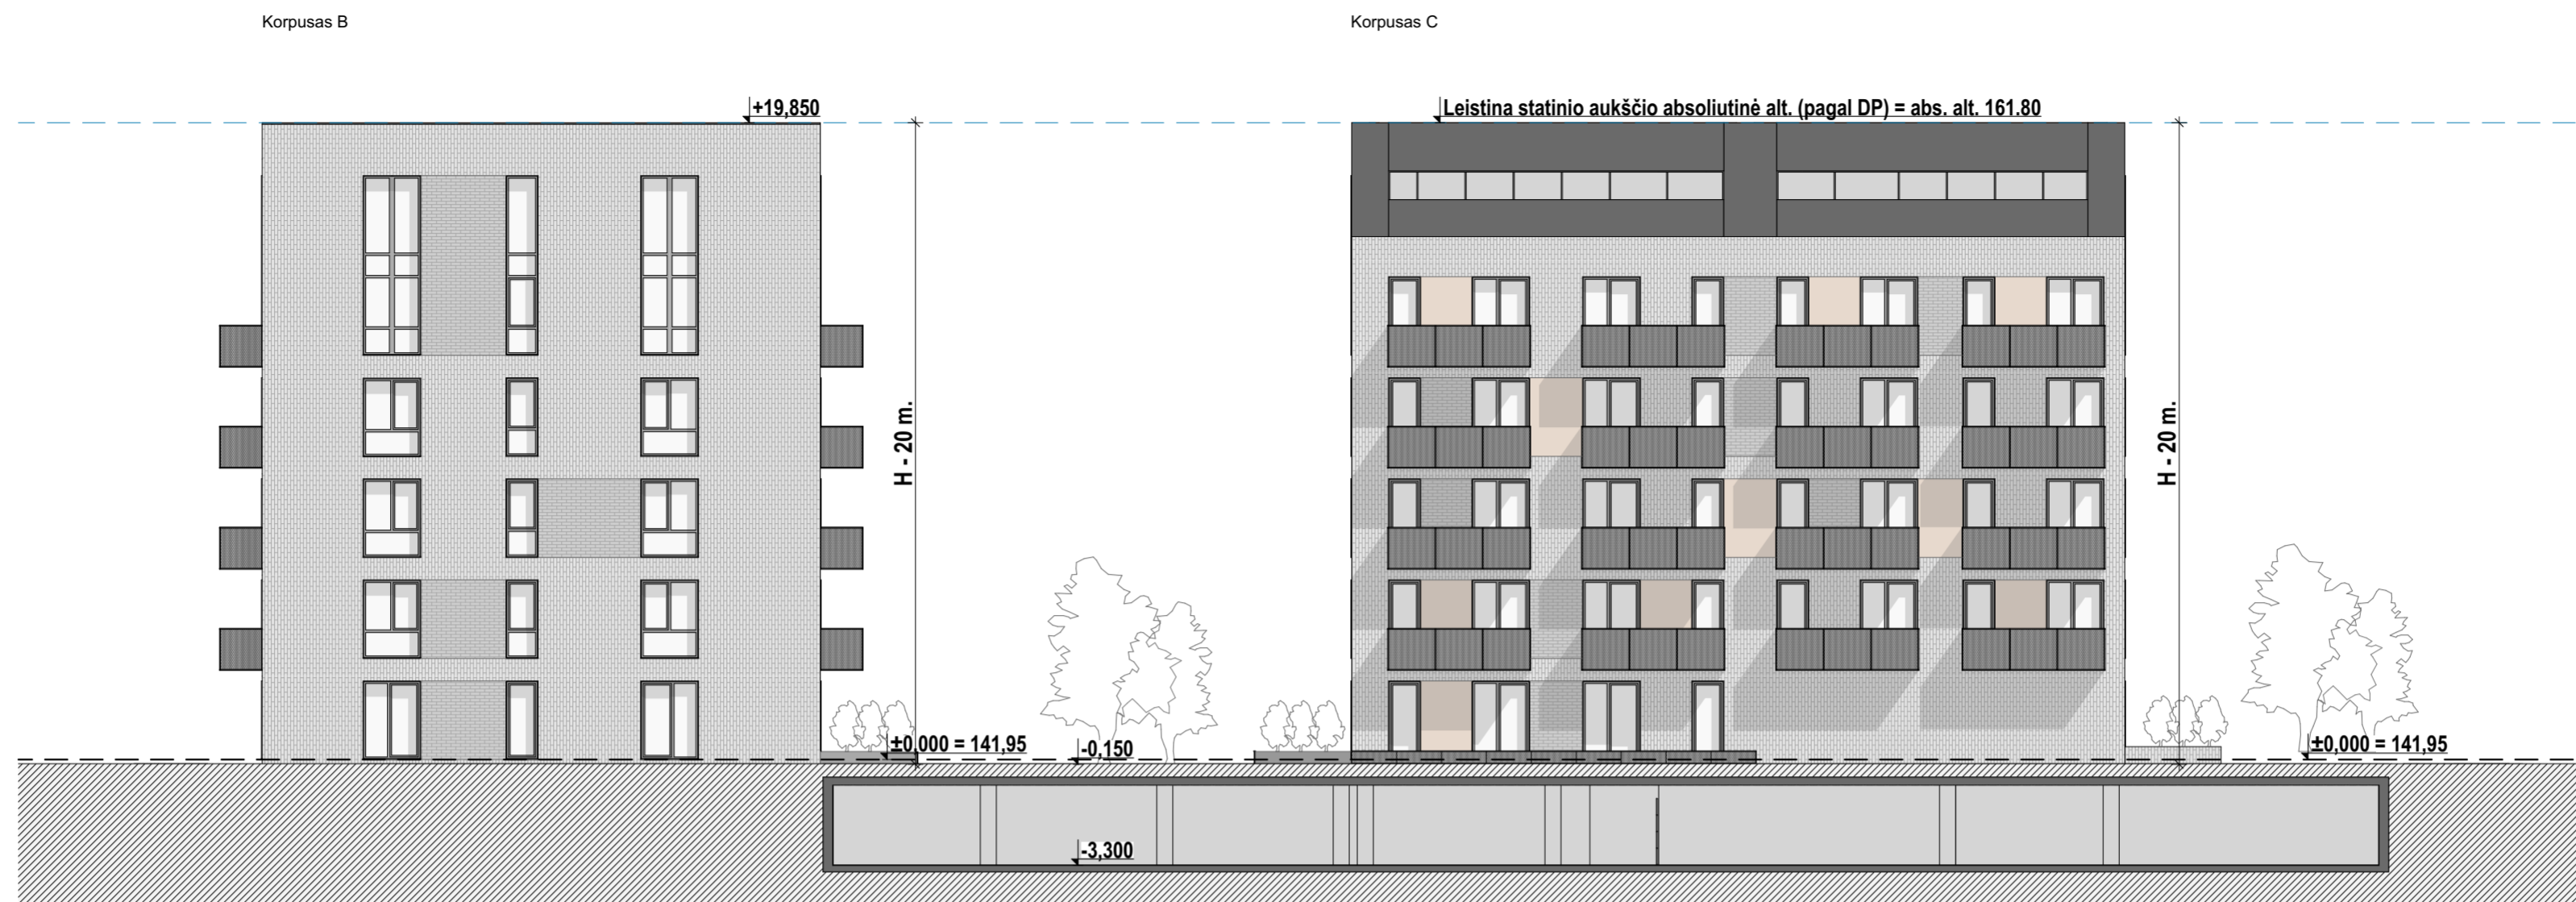 Korpusas B
Korpusas C
+19,850
Leistina statinio aukščio absoliutinė alt. (pagal DP) = abs. alt. 161.80
H - 20 m.
H - 20 m.
±0,000 = 141,95
-0,150
±0,000 = 141,95
-3,300